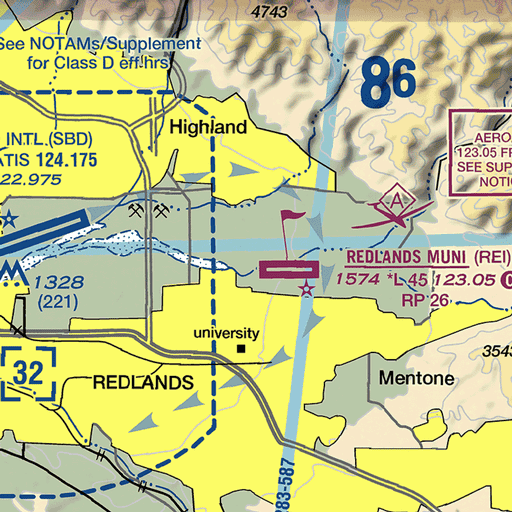 4743
See NOTAMs/Supplement
for Class D eff hrs
86
Highland
INTL (SBD)
ATIS 124.175
22.975
AERO
123.05 FR
SEE SUP
NOTIC
A
REDLANDS MUNI (REI)
1574 *L 45 123.05 C
RP 26
1328
(221)
university
32
REDLANDS
Mentone
3543
83-587